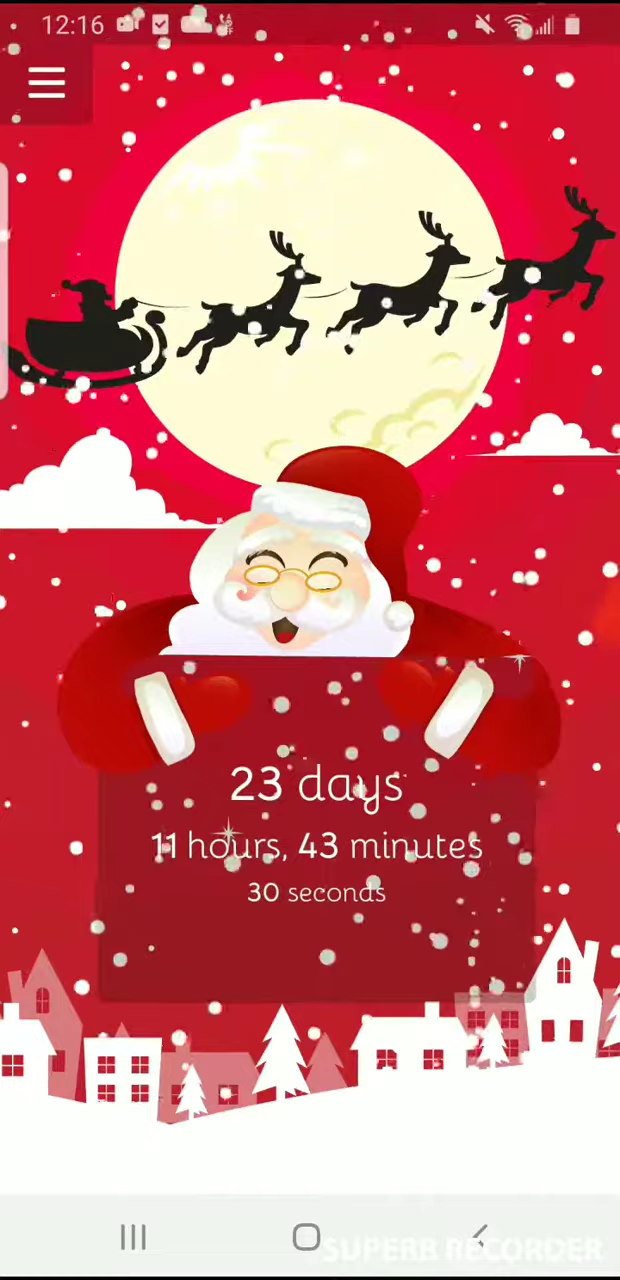 12:16
23 days
11 hours, 43 minutes
30 seconds
SUPERB RECORDER